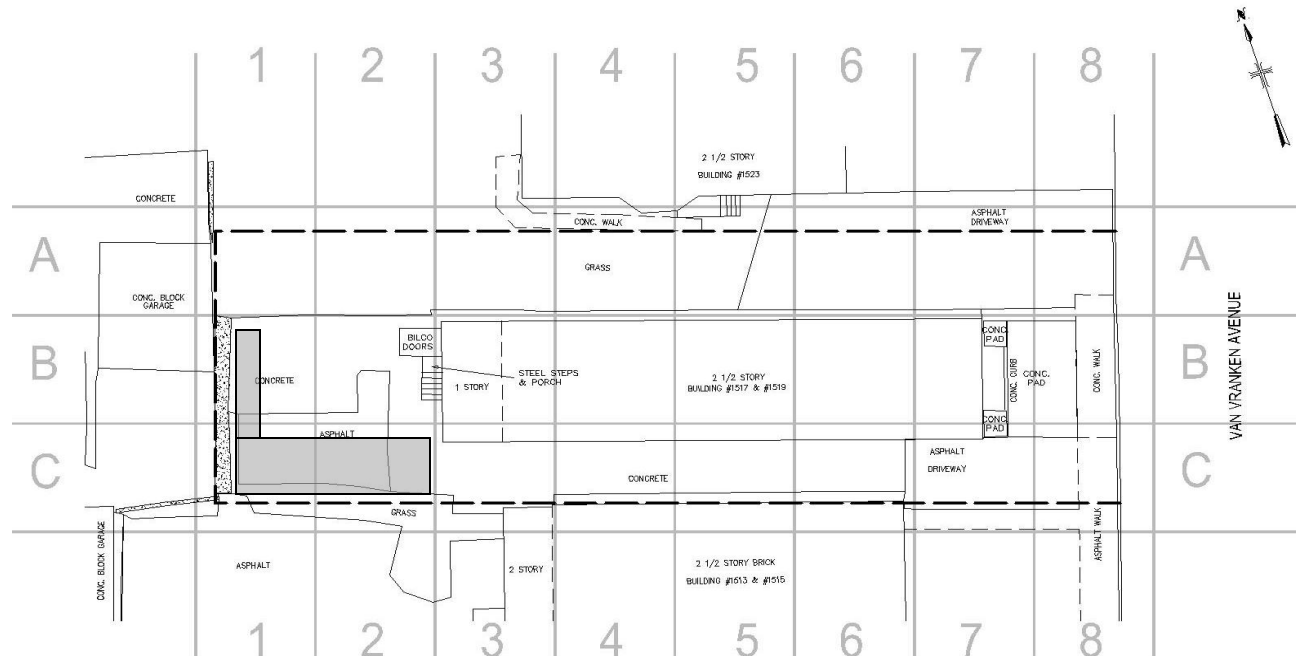 1 2 3 4 5 6 7 8
N
2 1/2 STORY
BUILDING #1523
CONCRETE
CONC. WALK
ASPHALT
DRIVEWAY
A
GRASS
A
CONC. BLOCK
GARAGE
VAN VRANKEN AVENUE
BILCO
DOORS
CONC.
PAD
B
CONCRETE
STEEL STEPS
& PORCH
1 STORY
2 1/2 STORY
BUILDING #1517 & #1519
CONC. CURB
CONC.
PAD
CONC. WALK
B
CONC.
PAD
ASPHALT
ASPHALT
DRIVEWAY
C
CONCRETE
C
GRASS
ASPHALT WALK
CONC. BLOCK GARAGE
ASPHALT
2 STORY
2 1/2 STORY BRICK
BUILDING #1513 & #1515
1 2 3 4 5 6 7 8